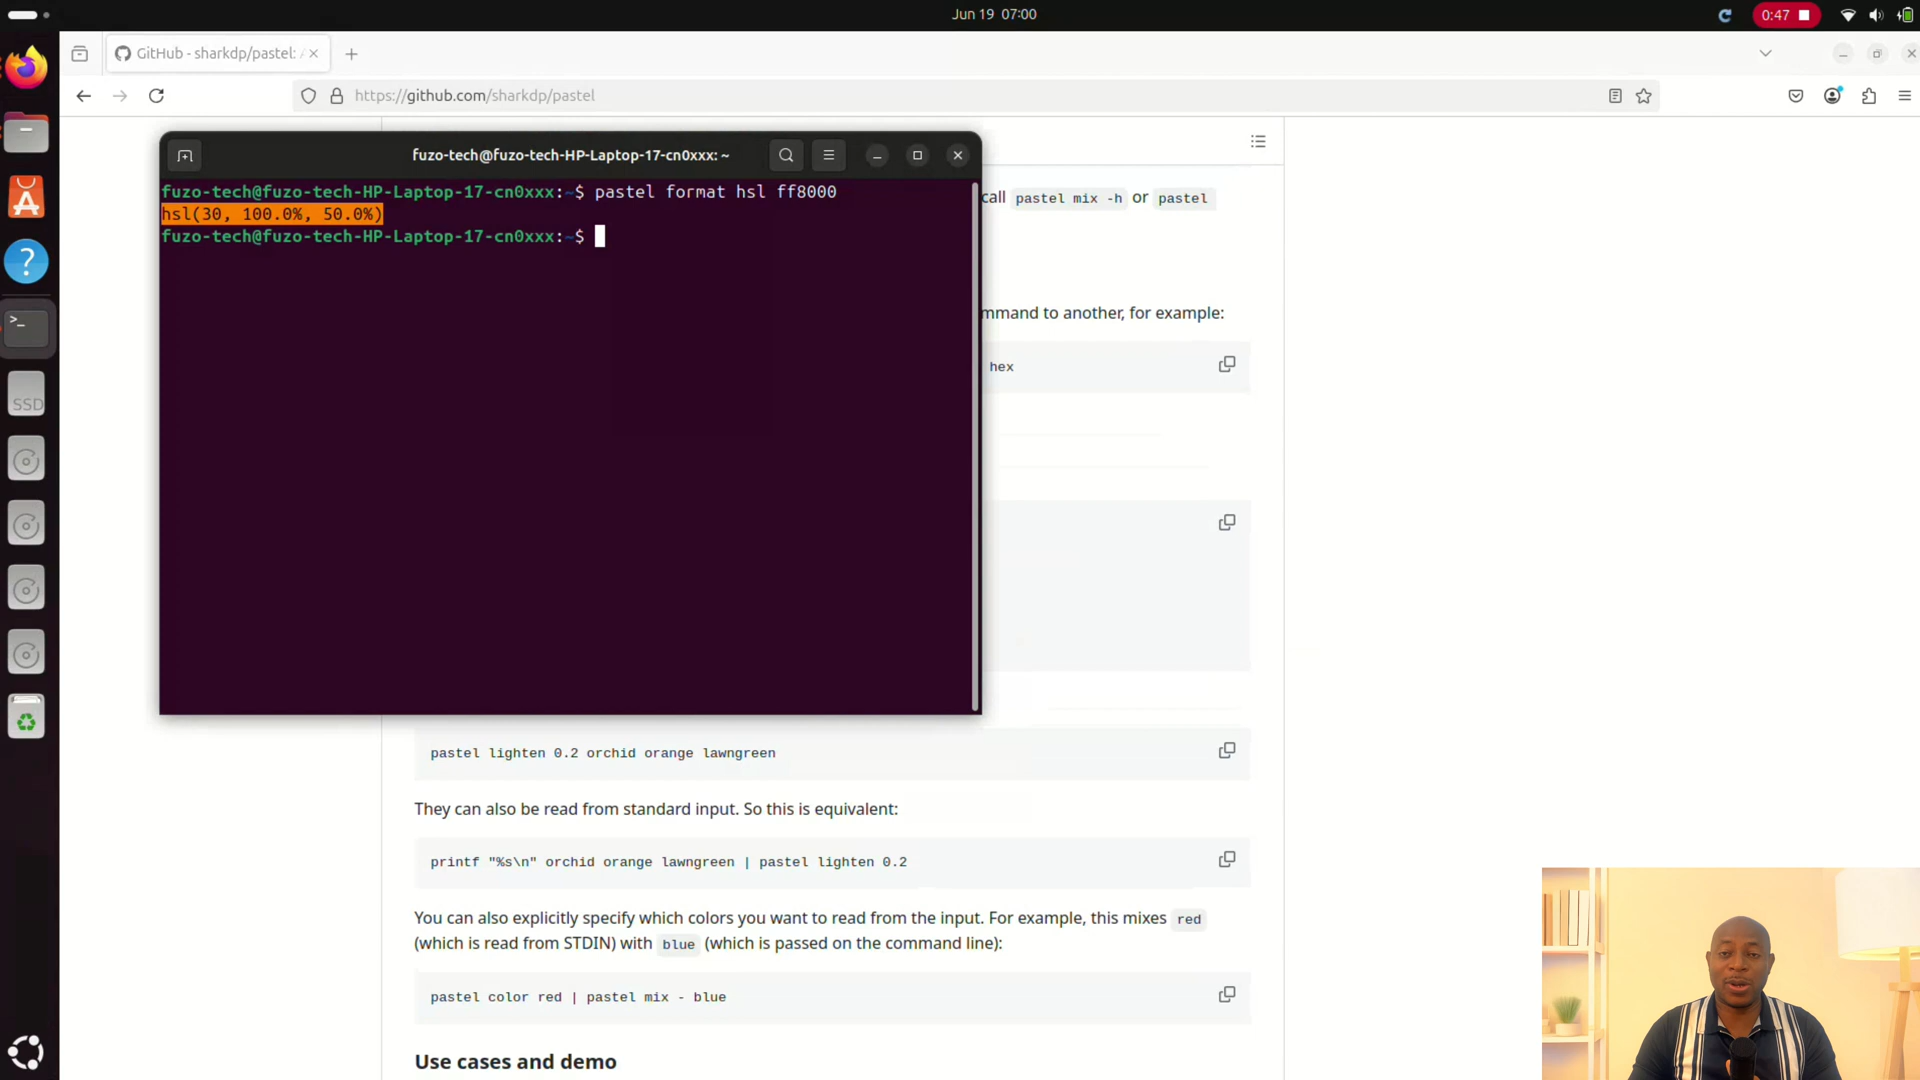 Jun 19 07:00
0:47
GitHub - sharkdp/pastel: A
https://github.com/sharkdp/pastel
fuzo-tech@fuzo-tech-HP-Laptop-17-cn0xxx: ~
fuzo-tech@fuzo-tech-HP-Laptop-17-cn0xxx:~$ pastel format hsl ff8000
hsl(30, 100.0%, 50.0%)
fuzo-tech@fuzo-tech-HP-Laptop-17-cn0xxx:~$
call pastel mix -h or pastel
mmand to another, for example:
hex
SSD
pastel lighten 0.2 orchid orange lawngreen
They can also be read from standard input. So this is equivalent:
printf "%s\n" orchid orange lawngreen | pastel lighten 0.2
You can also explicitly specify which colors you want to read from the input. For example, this mixes red
(which is read from STDIN) with blue (which is passed on the command line):
pastel color red | pastel mix - blue
Use cases and demo